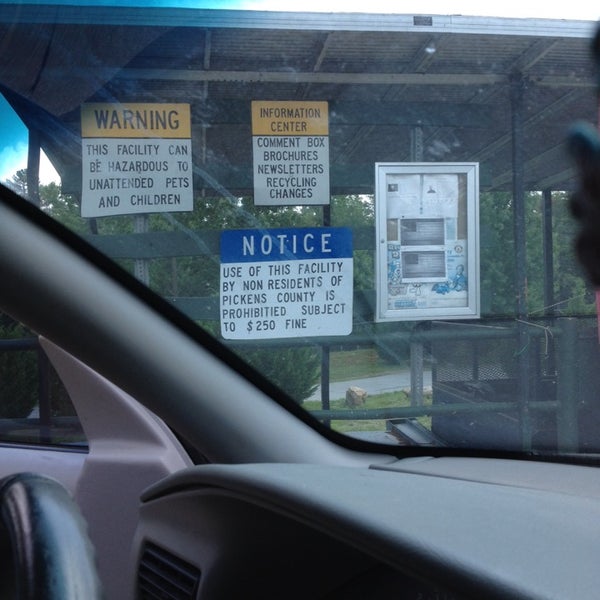 WARNING
THIS FACILITY CAN
BE HAZARDOUS TO
UNATTENDED PETS
AND CHILDREN
INFORMATION
CENTER
COMMENT BOX
BROCHURES
NEWSLETTERS
RECYCLING
CHANGES
NOTICE
USE OF THIS FACILITY
BY NON RESIDENTS OF
PICKENS COUNTY IS
PROHIBITIED SUBJECT
TO $250 FINE